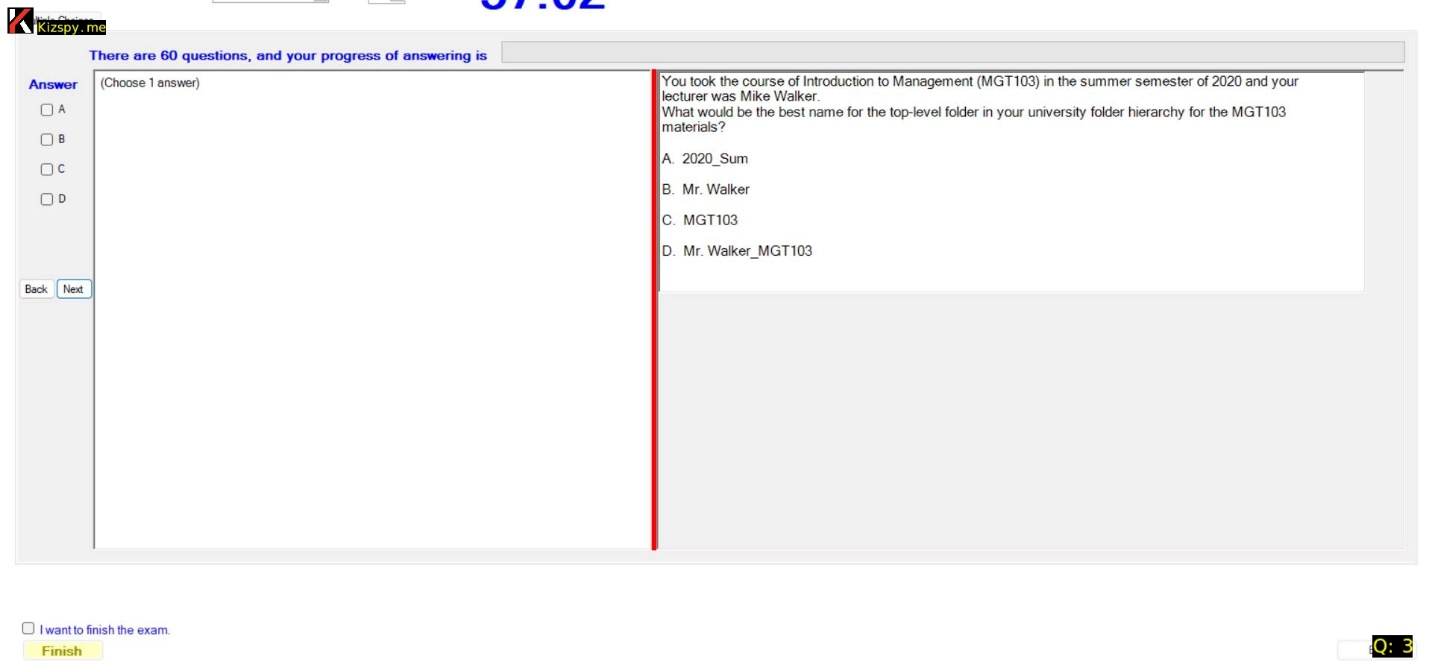 Kizspy.me
There are 60 questions, and your progress of answering is
Answer
(Choose 1 answer)
A
B
C
D
Back Next
You took the course of Introduction to Management (MGT103) in the summer semester of 2020 and your
lecturer was Mike Walker.
What would be the best name for the top-level folder in your university folder hierarchy for the MGT103
materials?
A. 2020_Sum
B. Mr. Walker
C. MGT103
D. Mr. Walker_MGT103
I want to finish the exam.
Finish
Q: 3